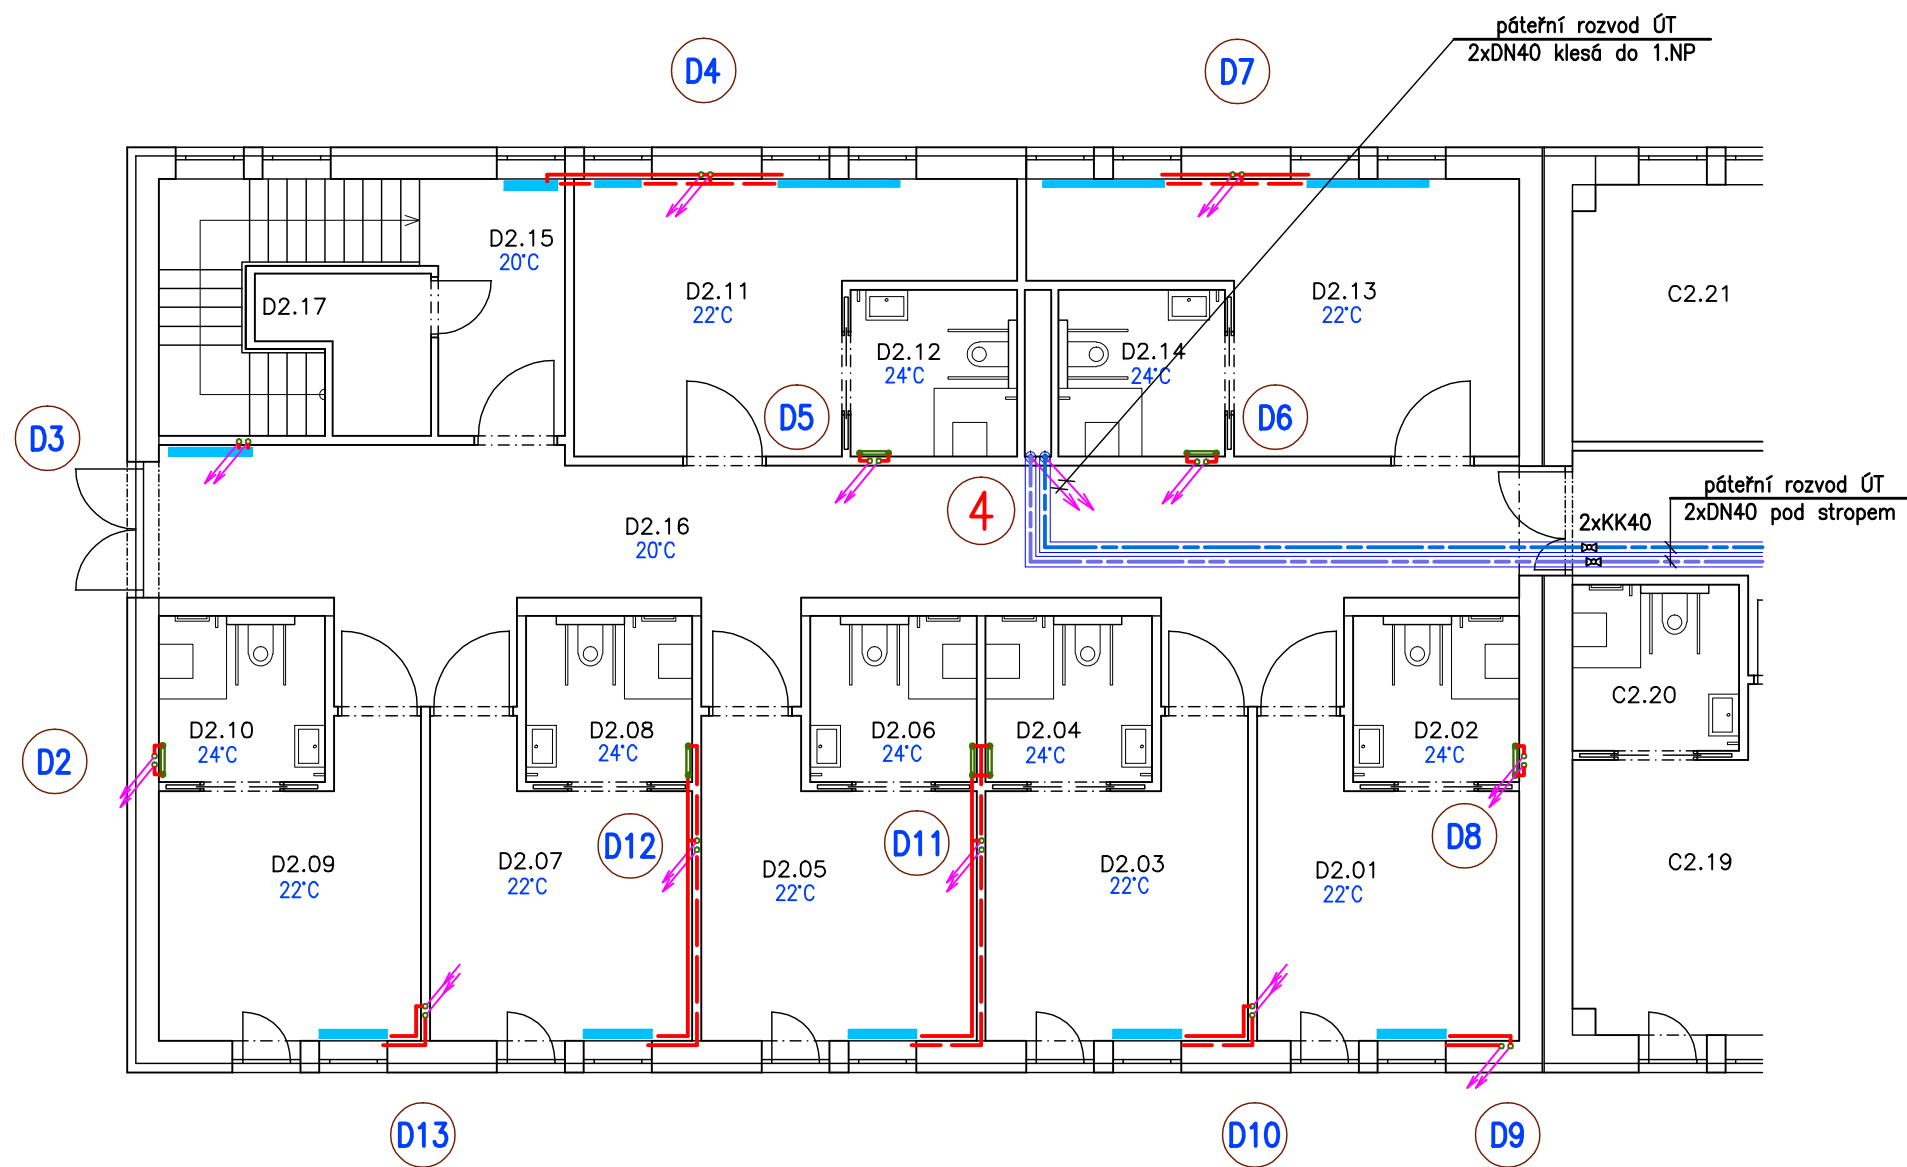 páteřní rozvod ÚT
2xDN40 klesá do 1.NP
D4
D7
D2.15
20°C
D2.17
D2.11
22°C
D2.13
22°C
C2.21
D2.12
24°C
D2.14
24°C
D5
D6
D3
4
páteřní rozvod ÚT
2xDN40 pod stropem
2xKK40
D2.16
20°C
C2.20
D2.10
24°C
D2.08
24°C
D2.06
24°C
D2.04
24°C
D2.02
24°C
D2
D12
D11
D8
D2.09
22°C
D2.07
22°C
D2.05
22°C
D2.03
22°C
D2.01
22°C
C2.19
D13
D10
D9